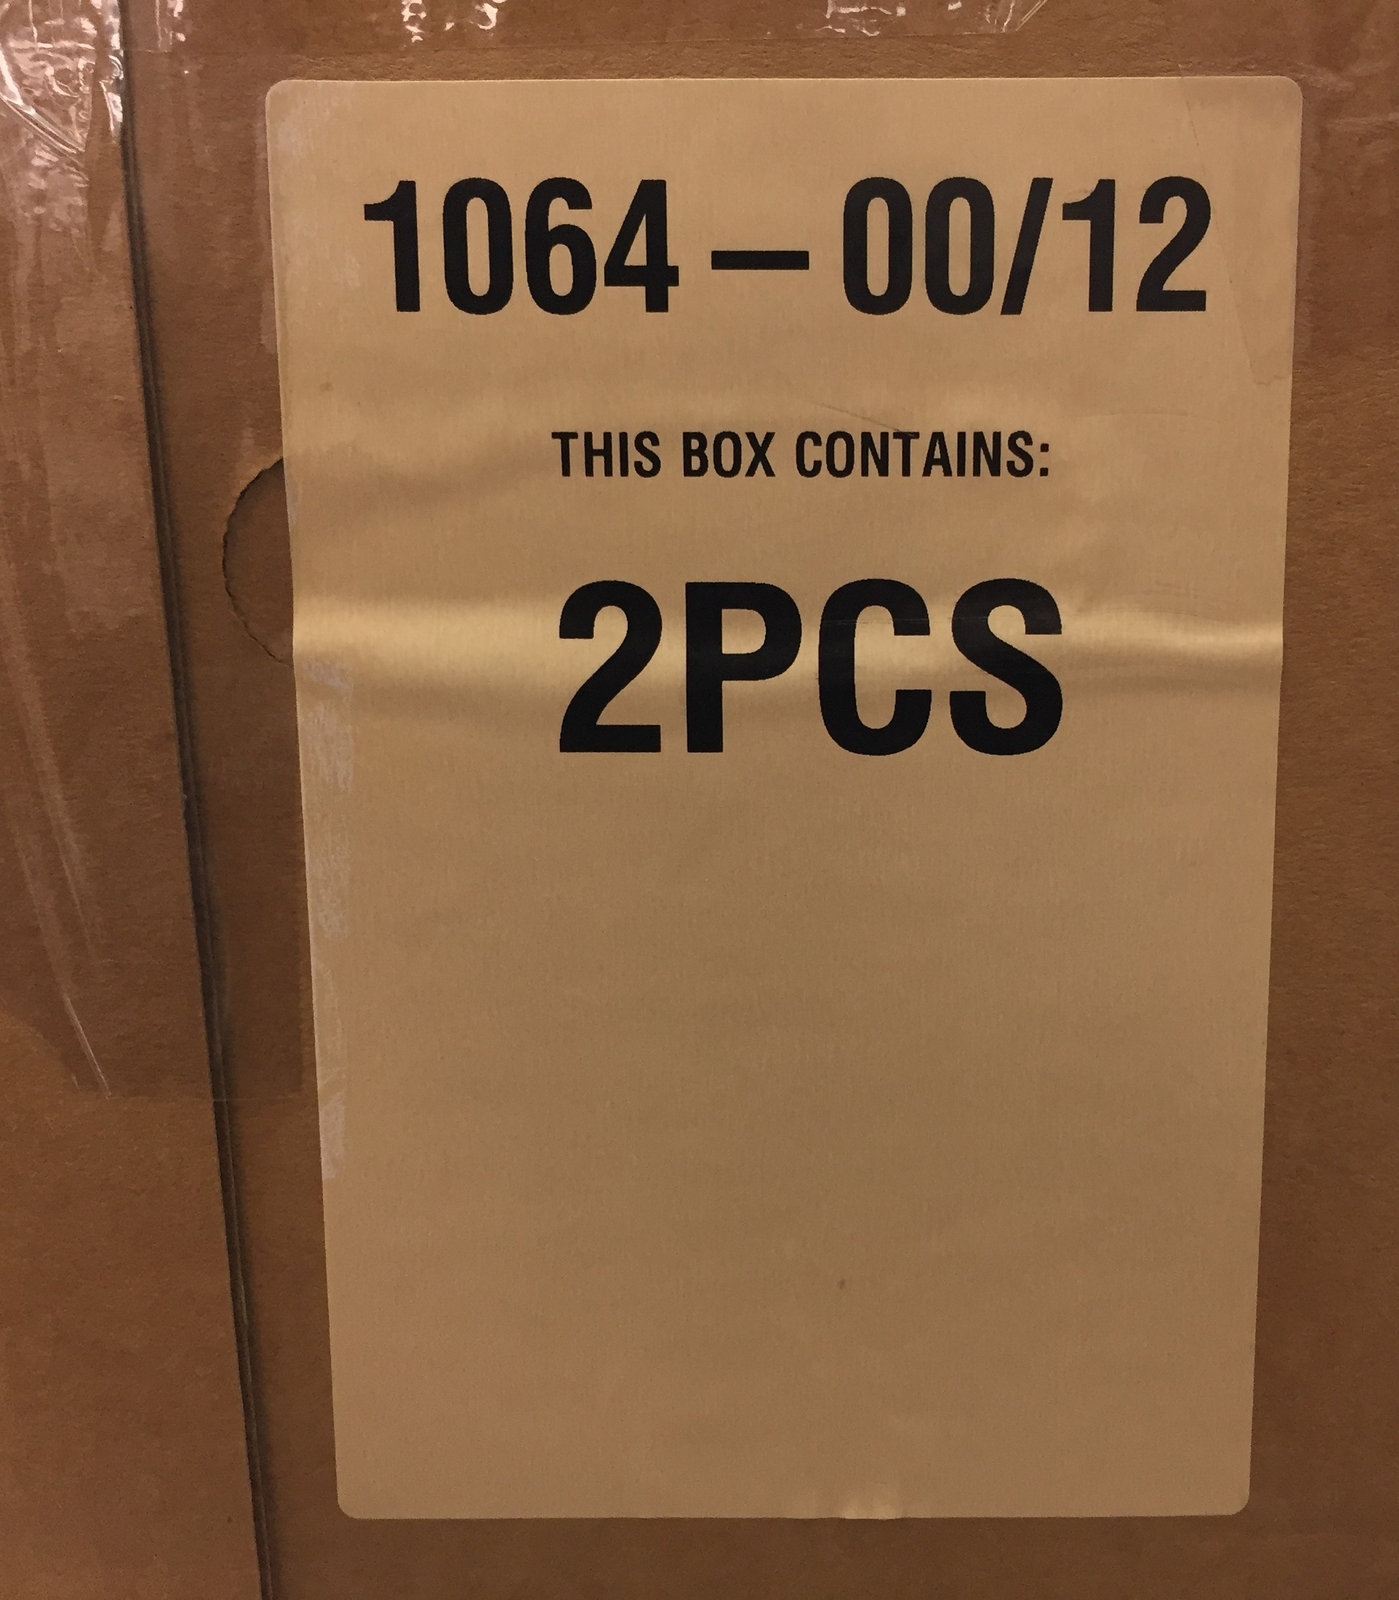 1064 — 00/12
THIS BOX CONTAINS:
2PCS